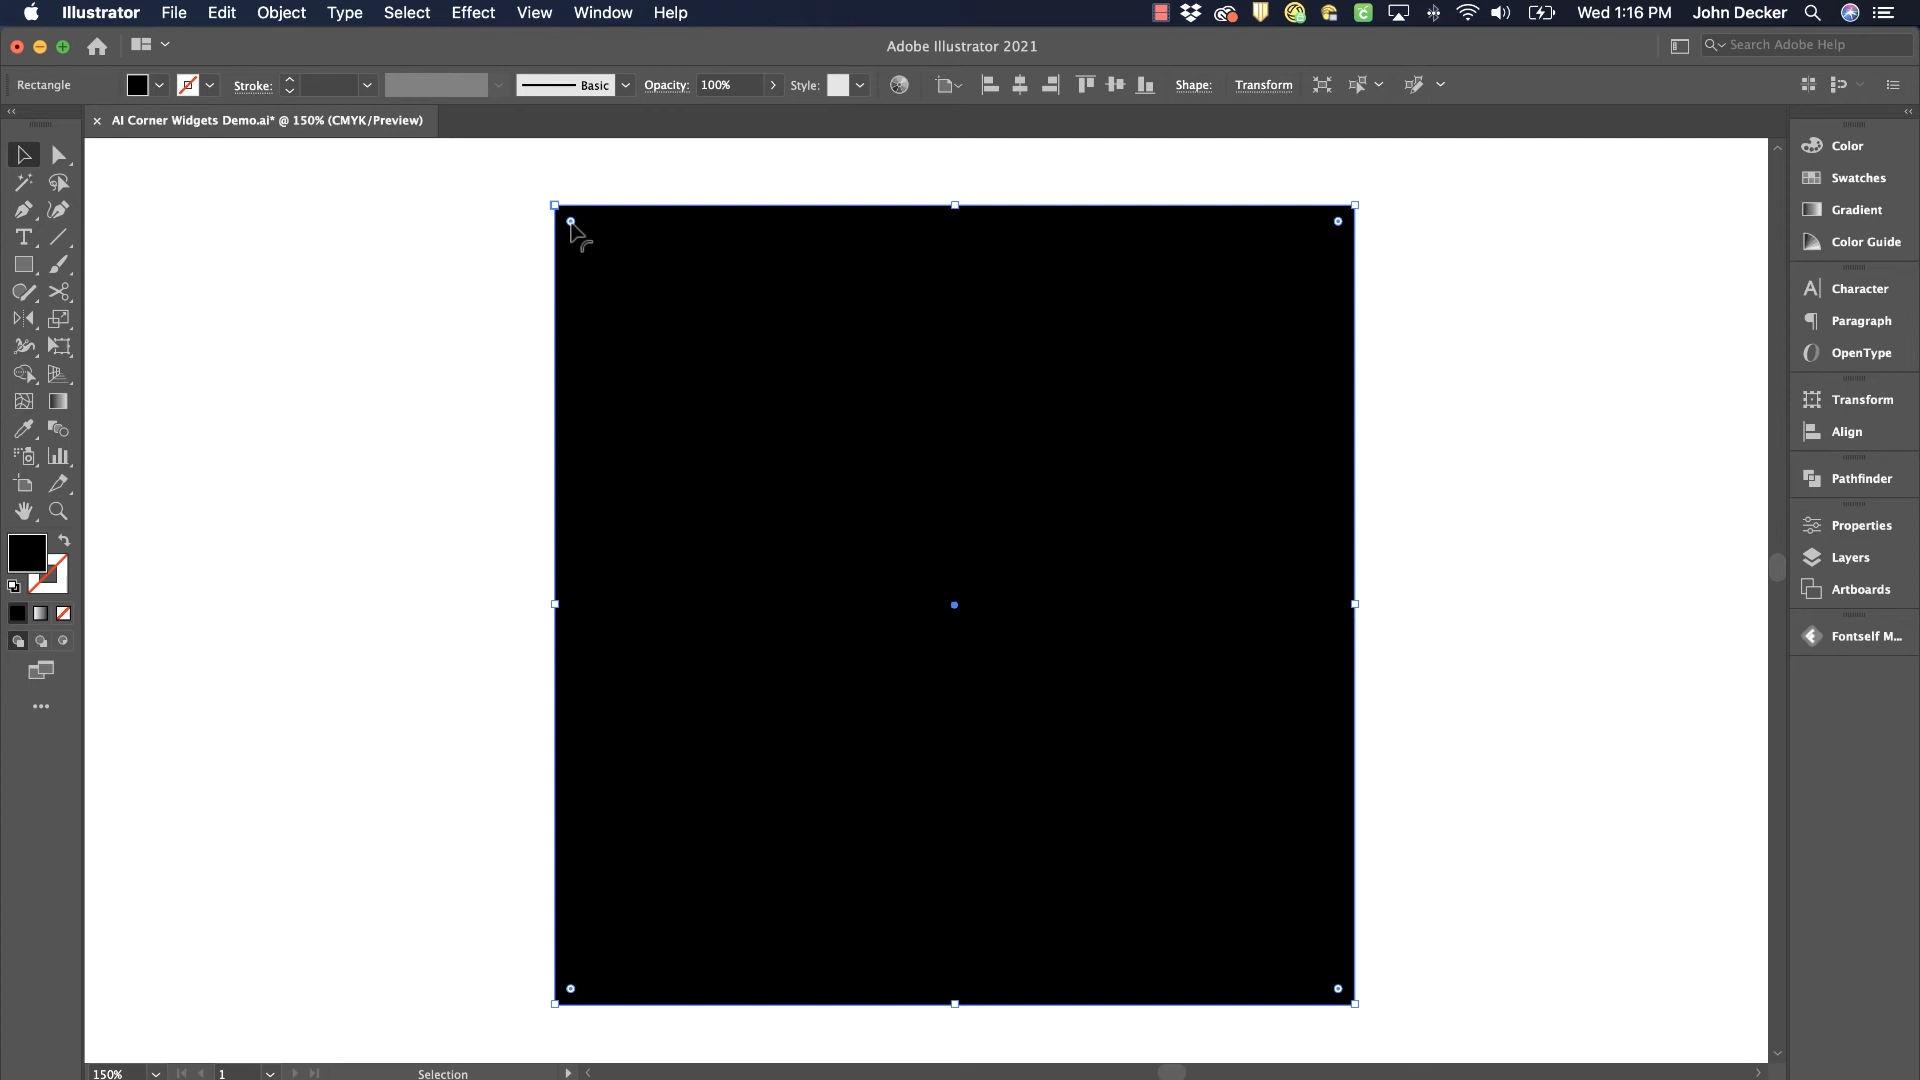 Illustrator File Edit Object Type Select Effect View Window Help Wed 1:16 PM John Decker
Adobe Illustrator 2021 Search Adobe Help
Rectangle Stroke: Basic Opacity: 100% Style: Shape: Transform
AI Corner Widgets Demo.ai* @ 150% (CMYK/Preview)
Color
Swatches
Gradient
Color Guide
Character
Paragraph
OpenType
Transform
Align
Pathfinder
Properties
Layers
Artboards
Fontself M...
150% 1 Selection